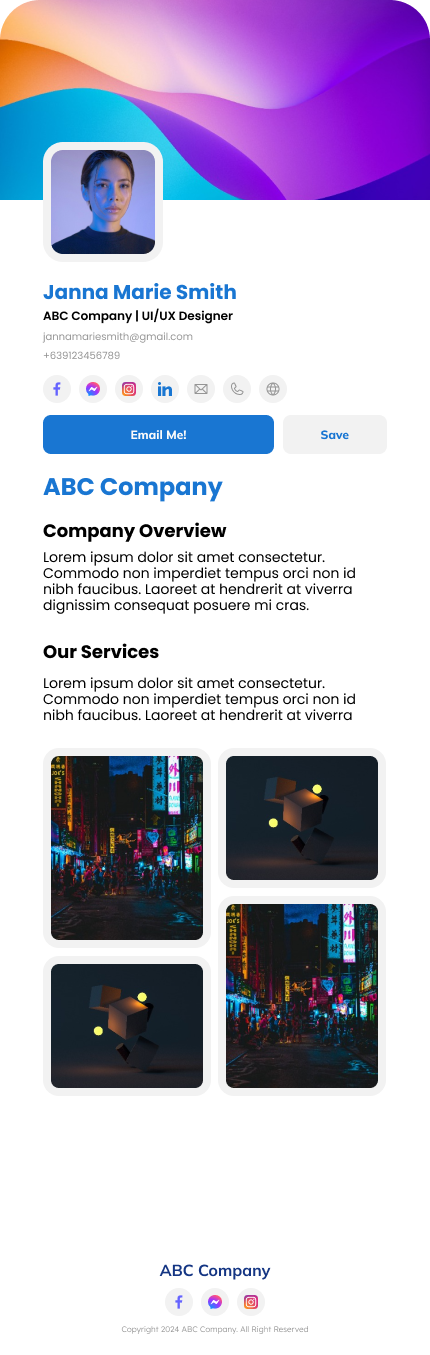 Janna Marie Smith
ABC Company | UI/UX Designer
jannamariesmith@gmail.com
+639123456789
Email Me!
Save
ABC Company
Company Overview
Lorem ipsum dolor sit amet consectetur.
Commodo non imperdiet tempus orci non id
nibh faucibus. Laoreet at hendrerit at viverra
dignissim consequat posuere mi cras.
Our Services
Lorem ipsum dolor sit amet consectetur.
Commodo non imperdiet tempus orci non id
nibh faucibus. Laoreet at hendrerit at viverra
JOE'S
外
川
ABC Company
Copyright 2024 ABC Company. All Right Reserved